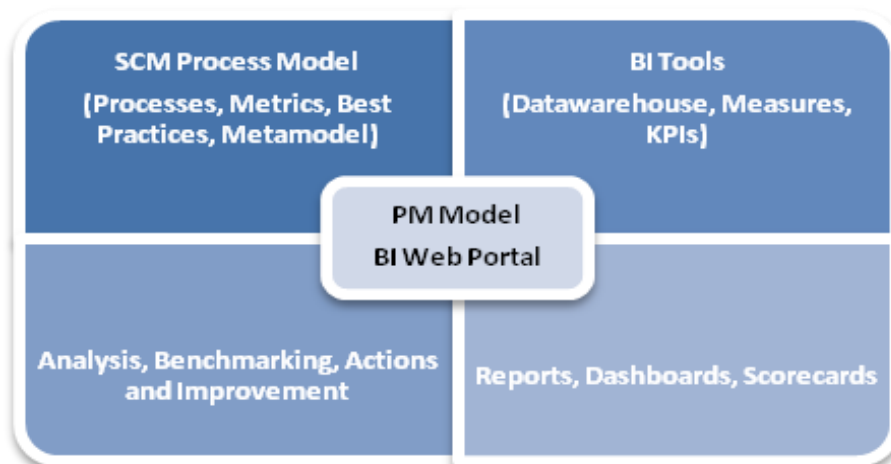 SCM Process Model
(Processes, Metrics, Best
Practices, Metamodel)
BI Tools
(Datawarehouse, Measures,
KPIs)
PM Model
BI Web Portal
Analysis, Benchmarking, Actions
and Improvement
Reports, Dashboards, Scorecards